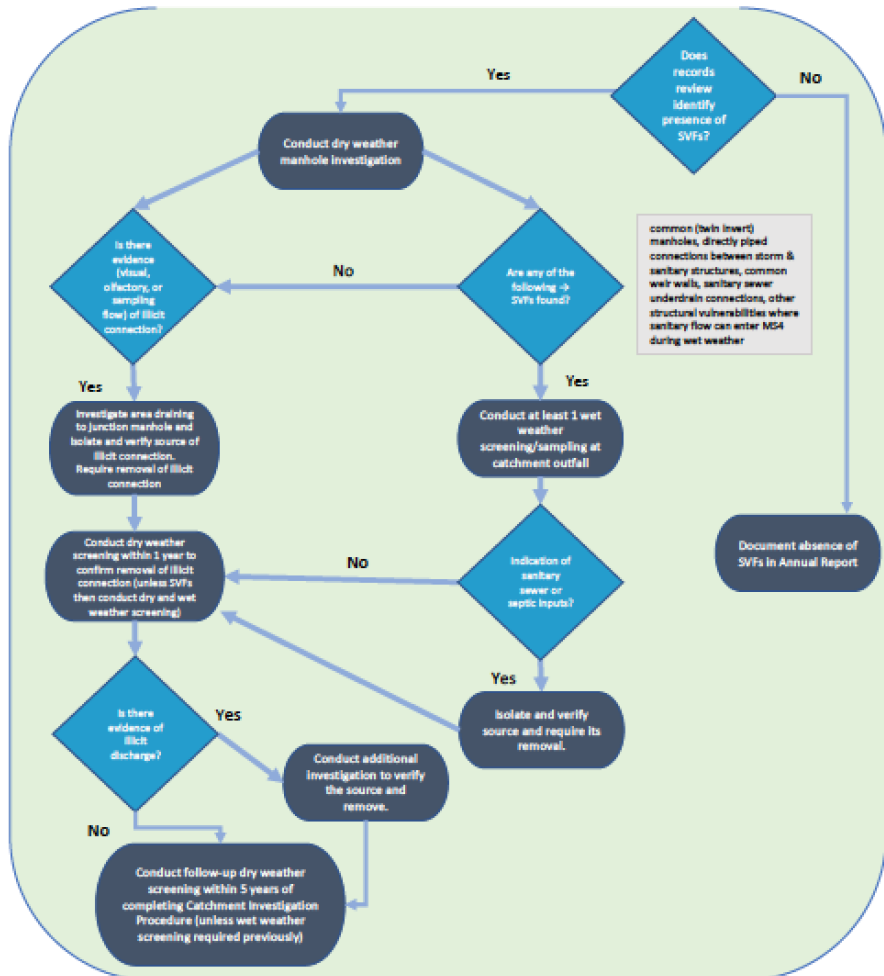 Does
records
review
identify
presence of
SVFs?
Yes
No
Conduct dry weather
manhole investigation
Is there
evidence
(visual,
olfactory, or
sampling
flow) of illicit
connection?
No
Are any of the
following →
SVFs found?
common (twin invert)
manholes, directly piped
connections between storm &
sanitary structures, common
weir walls, sanitary sewer
underdrain connections, other
structural vulnerabilities where
sanitary flow can enter MS4
during wet weather
Yes
Yes
Investigate area draining
to junction manhole and
isolate and verify source of
illicit connection.
Require removal of illicit
connection
Conduct at least 1 wet
weather
screening/sampling at
catchment outfall
Conduct dry weather
screening within 1 year to
confirm removal of illicit
connection (unless SVFs
then conduct dry and wet
weather screening)
No
Indication of
sanitary
sewer or
septic inputs?
Document absence of
SVFs in Annual Report
Yes
Isolate and verify
source and require its
removal.
Is there
evidence of
illicit
discharge?
Yes
Conduct additional
investigation to verify
the source and
remove.
No
Conduct follow-up dry weather
screening within 5 years of
completing Catchment Investigation
Procedure (unless wet weather
screening required previously)